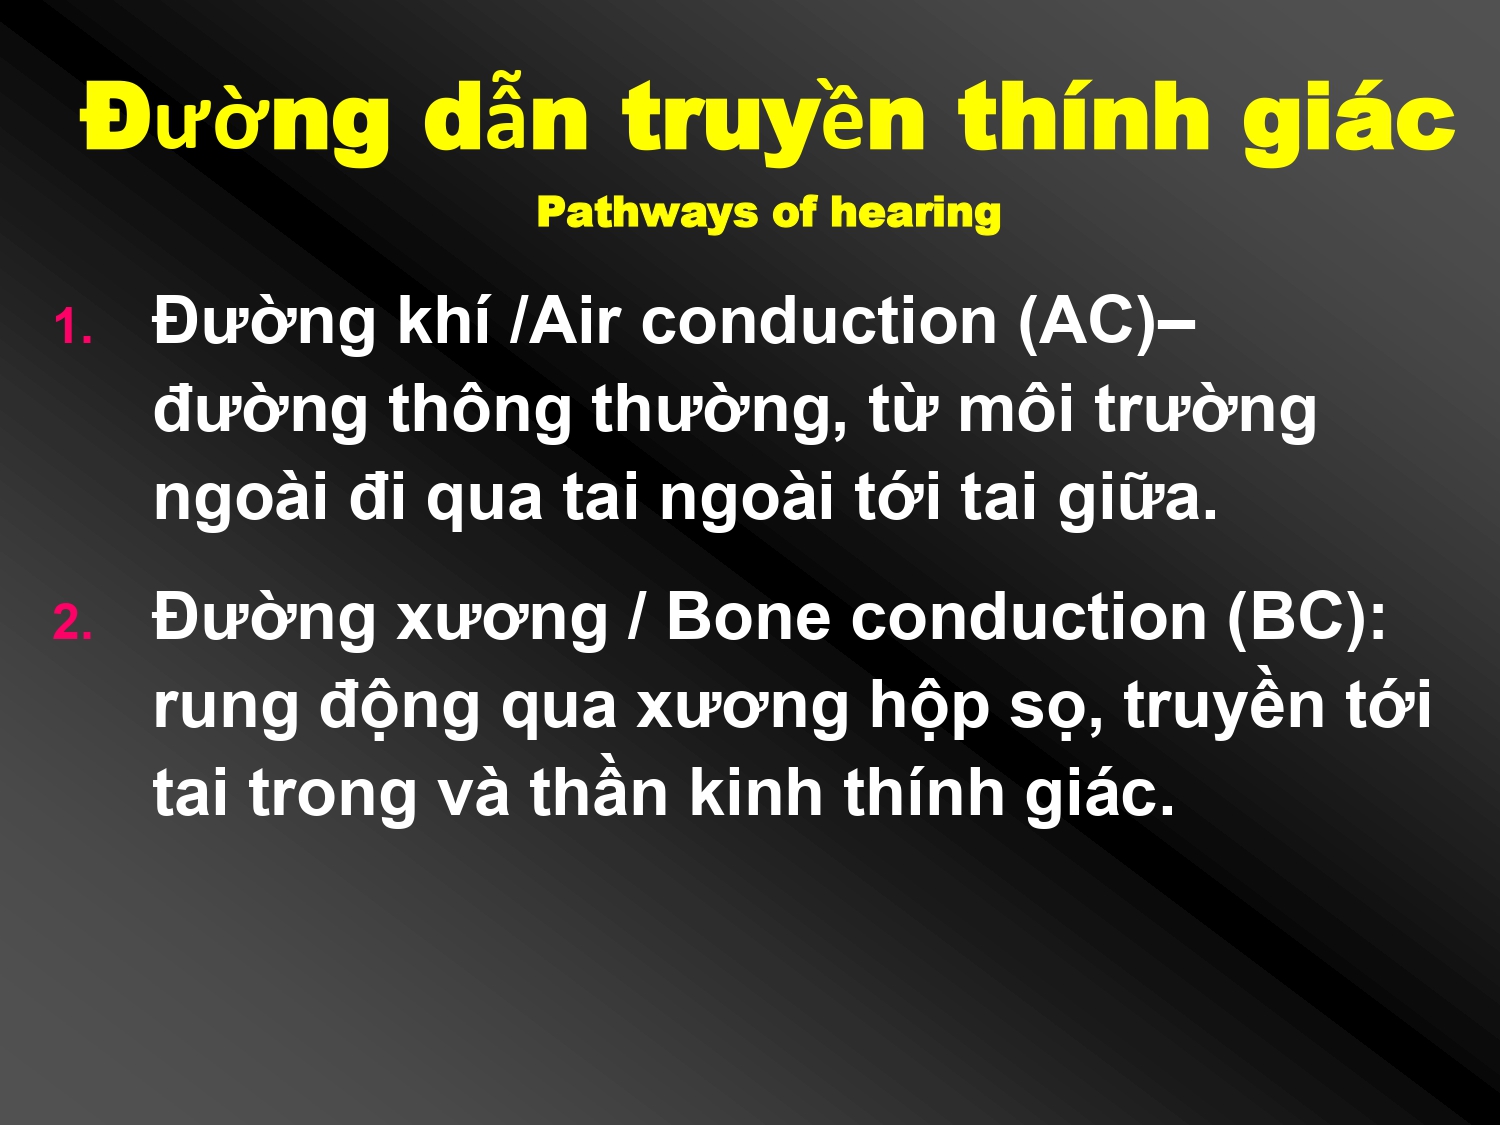 Đường dẫn truyền thính giác
Pathways of hearing
1. Đường khí /Air conduction (AC)–
đường thông thường, từ môi trường
ngoài đi qua tai ngoài tới tai giữa.
2. Đường xương / Bone conduction (BC):
rung động qua xương hộp sọ, truyền tới
tai trong và thần kinh thính giác.